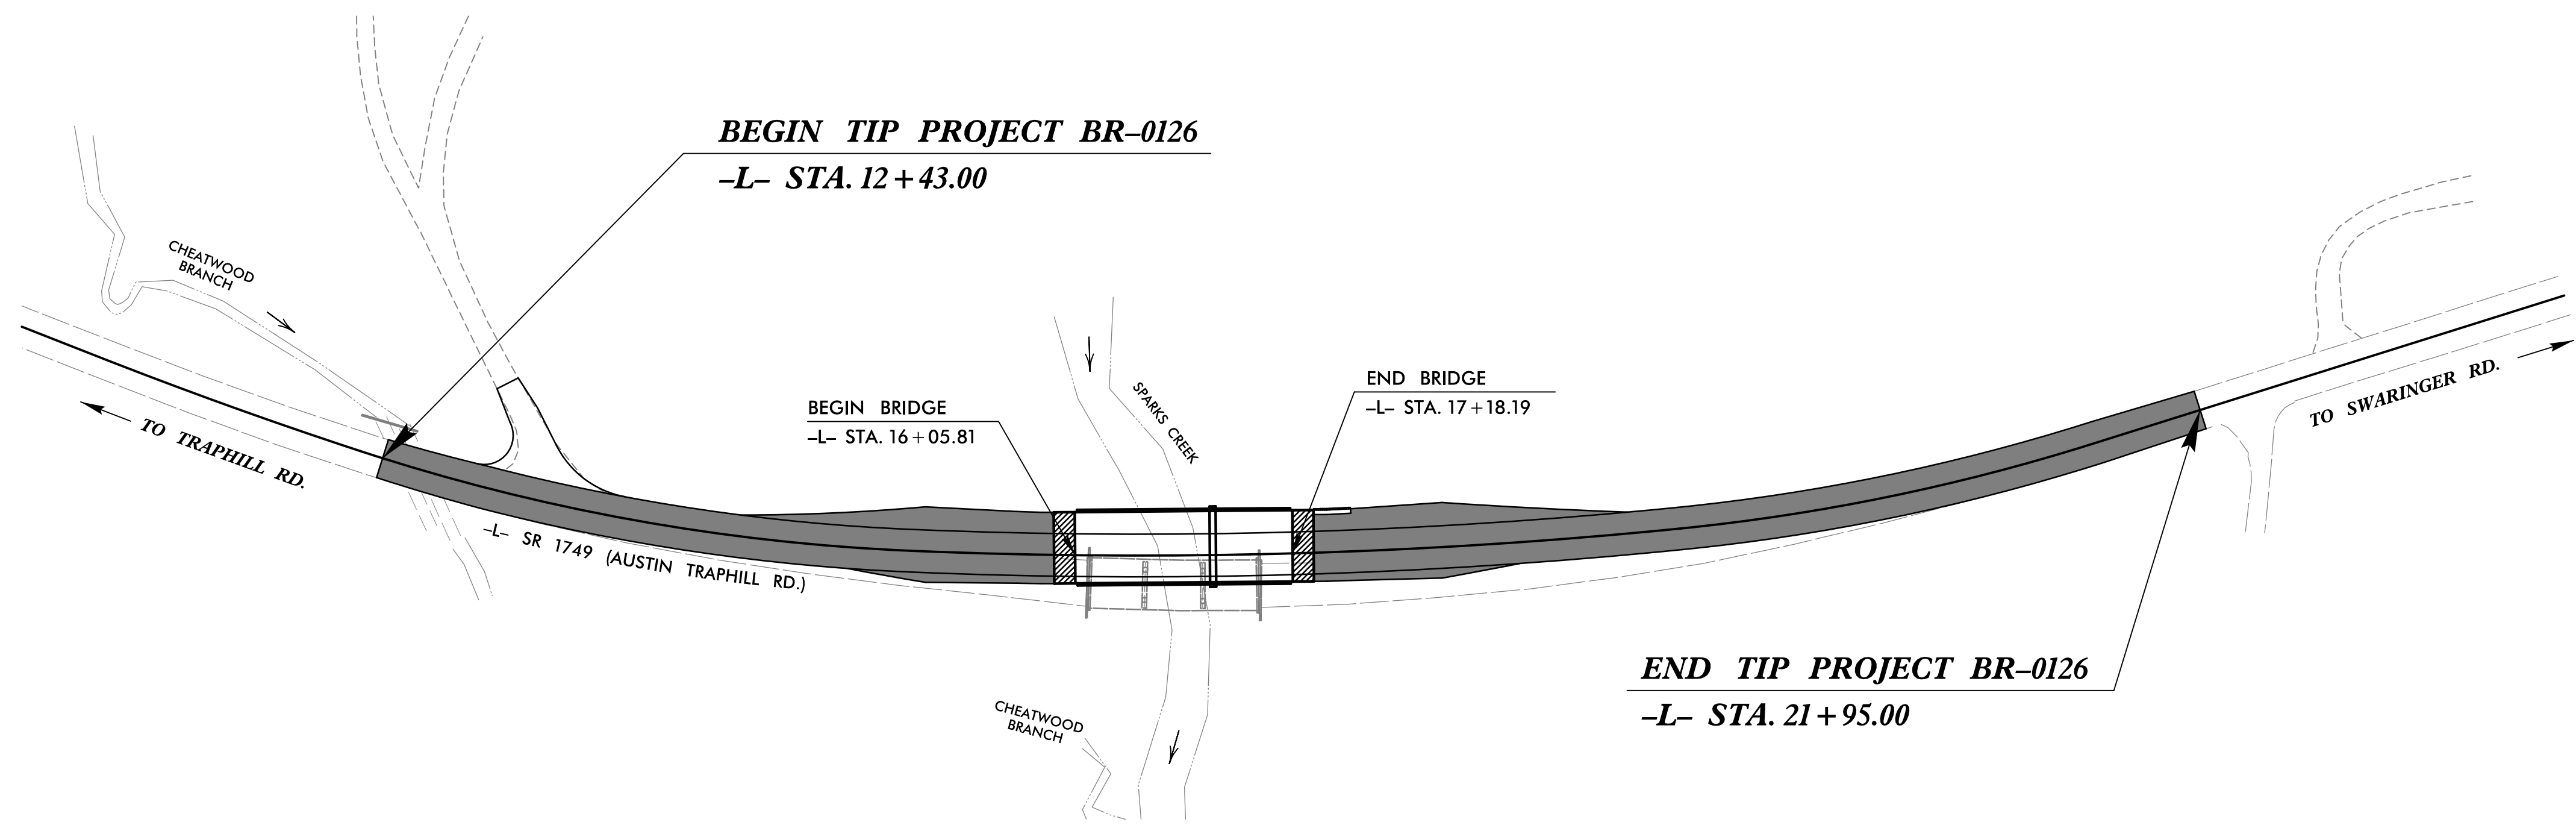 BEGIN TIP PROJECT BR–0126
–L– STA. 12+43.00
CHEATWOOD
BRANCH
TO TRAPHILL RD.
–L– SR 1749 (AUSTIN TRAPHILL RD.)
BEGIN BRIDGE
–L– STA. 16+05.81
SPARKS CREEK
END BRIDGE
–L– STA. 17+18.19
TO SWARINGER RD.
END TIP PROJECT BR–0126
–L– STA. 21+95.00
CHEATWOOD
BRANCH